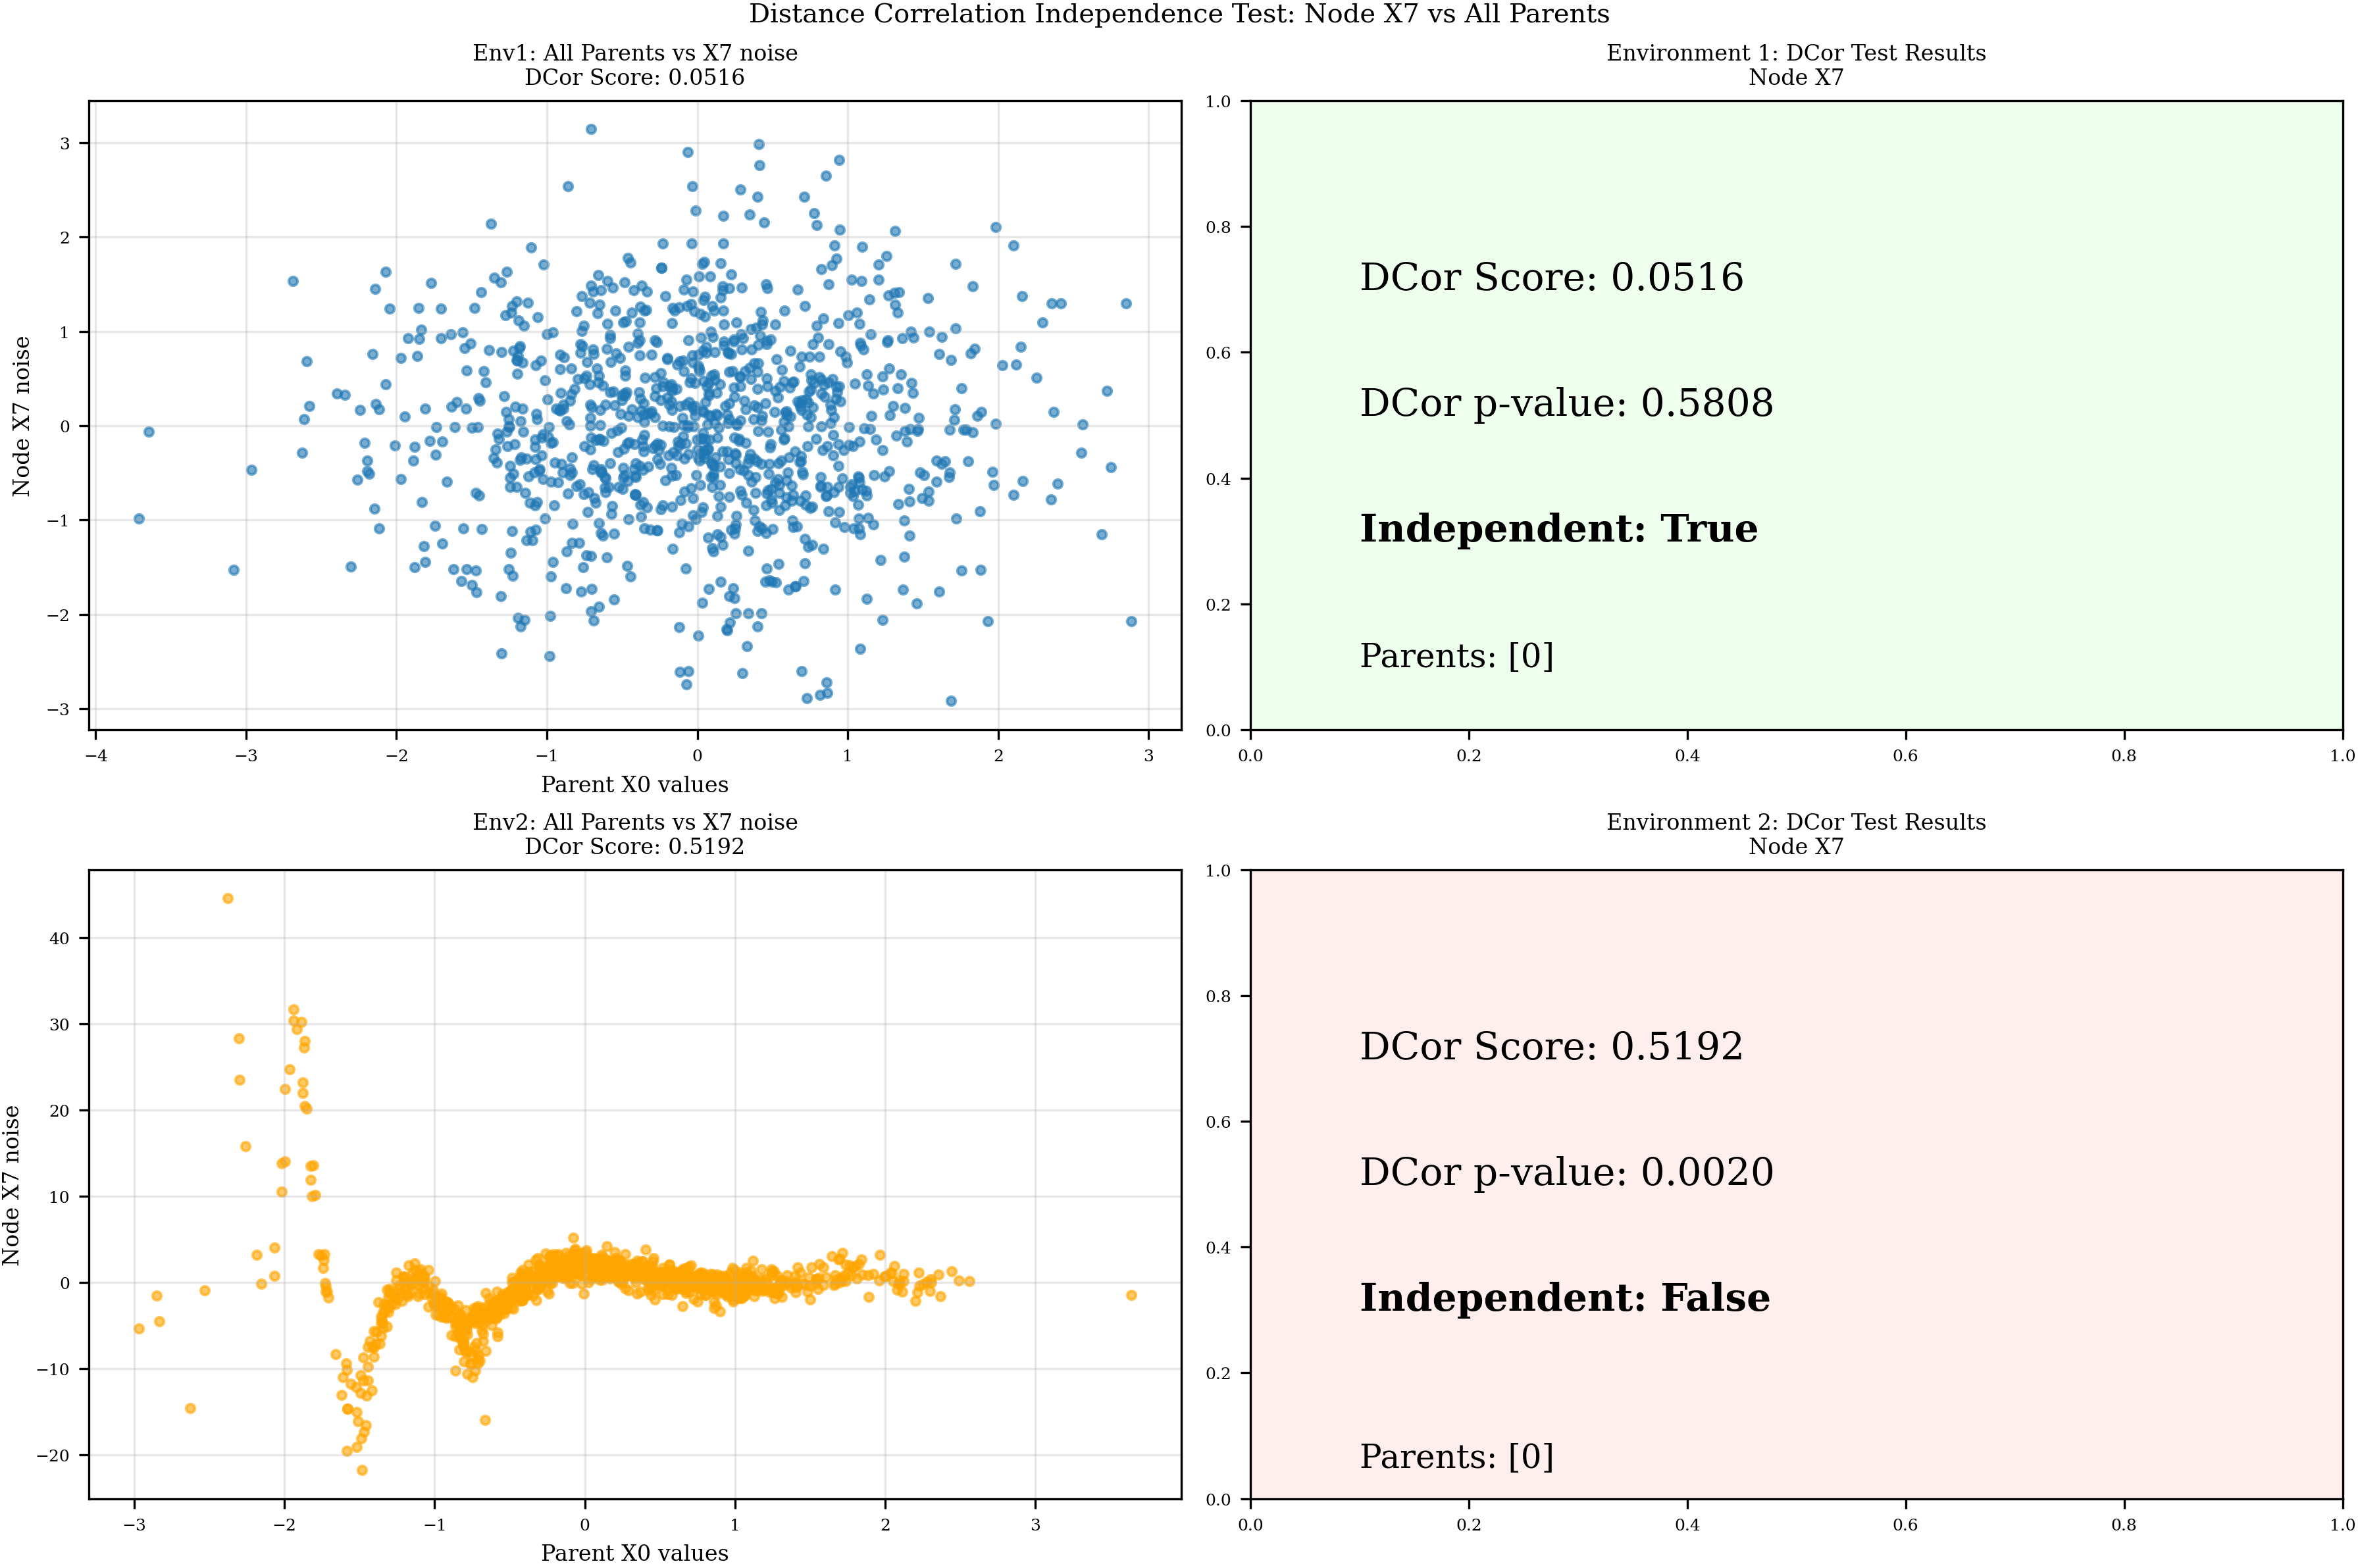 Distance Correlation Independence Test: Node X7 vs All Parents
Env1: All Parents vs X7 noise
DCor Score: 0.0516
3
2
1
0
−1
−2
−3
Node X7 noise
−4
−3
−2
−1
0
1
2
3
Parent X0 values
Environment 1: DCor Test Results
Node X7
1.0
0.8
0.6
0.4
0.2
0.0
DCor Score: 0.0516
DCor p-value: 0.5808
Independent: True
Parents: [0]
0.0
0.2
0.4
0.6
0.8
1.0
Env2: All Parents vs X7 noise
DCor Score: 0.5192
40
30
20
10
0
−10
−20
Node X7 noise
−3
−2
−1
0
1
2
3
Parent X0 values
Environment 2: DCor Test Results
Node X7
1.0
0.8
0.6
0.4
0.2
0.0
DCor Score: 0.5192
DCor p-value: 0.0020
Independent: False
Parents: [0]
0.0
0.2
0.4
0.6
0.8
1.0